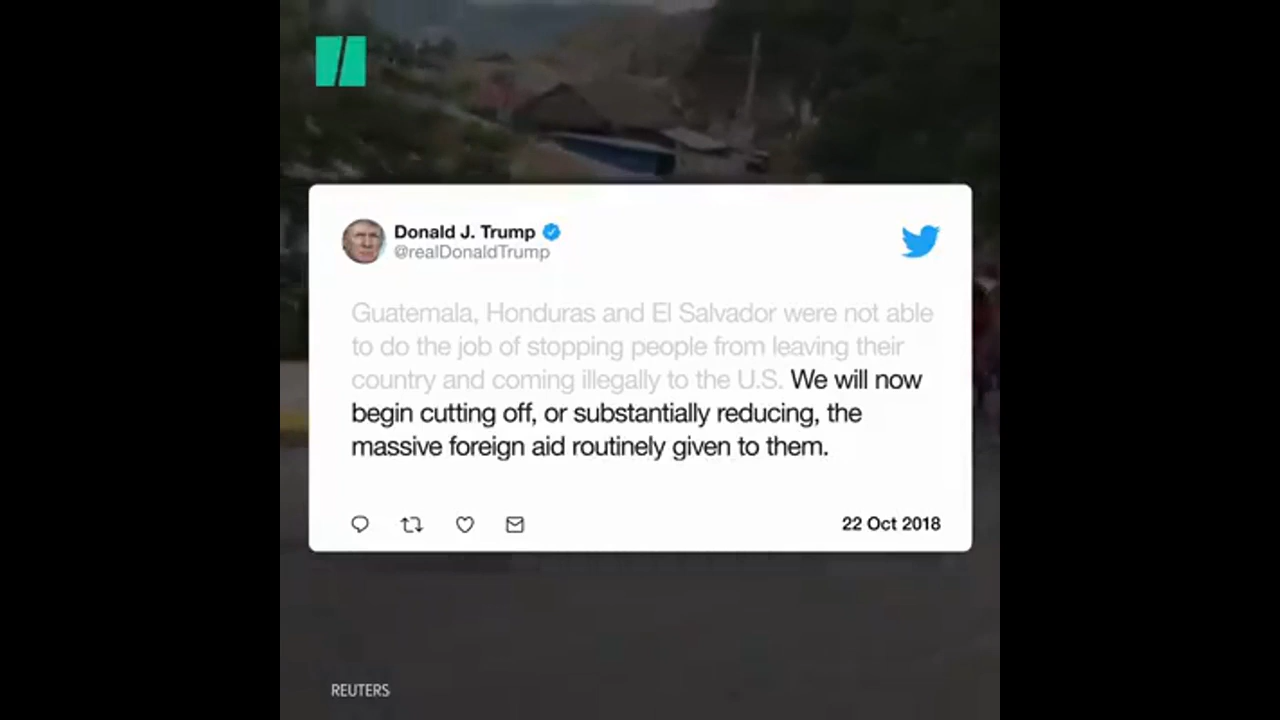 Donald J. Trump
@realDonaldTrump
Guatemala, Honduras and El Salvador were not able
to do the job of stopping people from leaving their
country and coming illegally to the U.S. We will now
begin cutting off, or substantially reducing, the
massive foreign aid routinely given to them.
22 Oct 2018
REUTERS